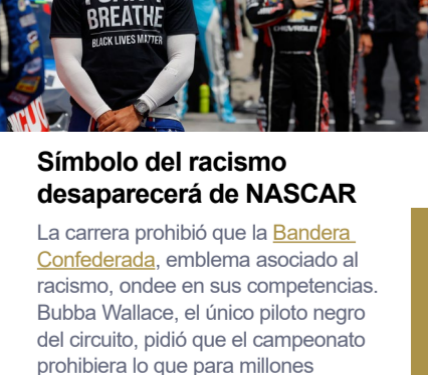 BREATHE
BLACK LIVES MATTER
CHEVROLET
Símbolo del racismo
desaparecerá de NASCAR
La carrera prohibió que la Bandera
Confederada, emblema asociado al
racismo, ondee en sus competencias.
Bubba Wallace, el único piloto negro
del circuito, pidió que el campeonato
prohibiera lo que para millones